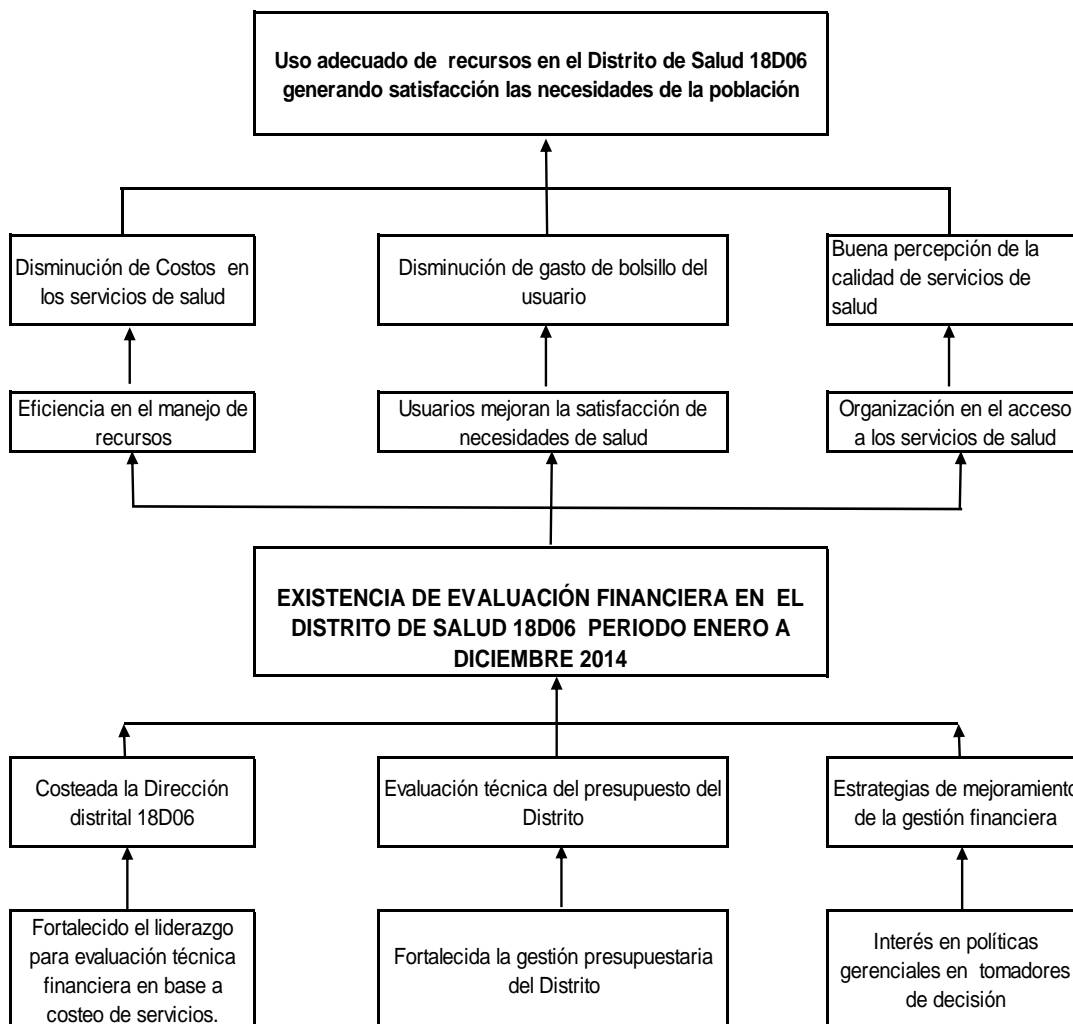 Uso adecuado de recursos en el Distrito de Salud 18D06
generando satisfacción las necesidades de la población
Disminución de Costos en
los servicios de salud
Disminución de gasto de bolsillo del
usuario
Buena percepción de la
calidad de servicios de
salud
Eficiencia en el manejo de
recursos
Usuarios mejoran la satisfacción de
necesidades de salud
Organización en el acceso
a los servicios de salud
EXISTENCIA DE EVALUACIÓN FINANCIERA EN EL
DISTRITO DE SALUD 18D06 PERIODO ENERO A
DICIEMBRE 2014
Costeada la Dirección
distrital 18D06
Evaluación técnica del presupuesto del
Distrito
Estrategias de mejoramiento
de la gestión financiera
Fortalecido el liderazgo
para evaluación técnica
financiera en base a
costeo de servicios.
Fortalecida la gestión presupuestaria
del Distrito
Interés en políticas
gerenciales en tomadores
de decisión